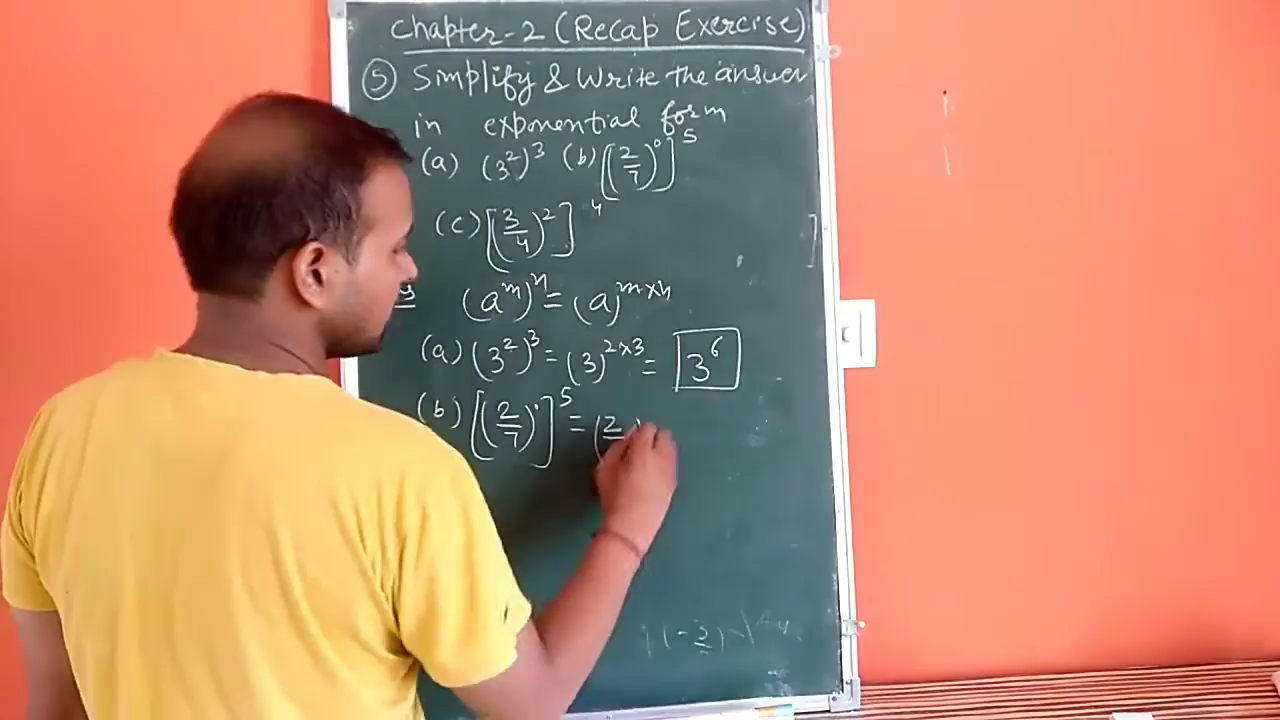 Chapter-2 (Recap Exercise)
⑤ Simplify & Write the answer
in exponential form
(a) (3²)³ (b) [(2/7)⁰]⁵
(c) [(3/4)²]⁴
(aᵐ)ⁿ = (a)ᵐˣⁿ
(a) (3²)³ = (3)²ˣ³ = 3⁶
(b) [(2/7)⁰]⁵ = (2